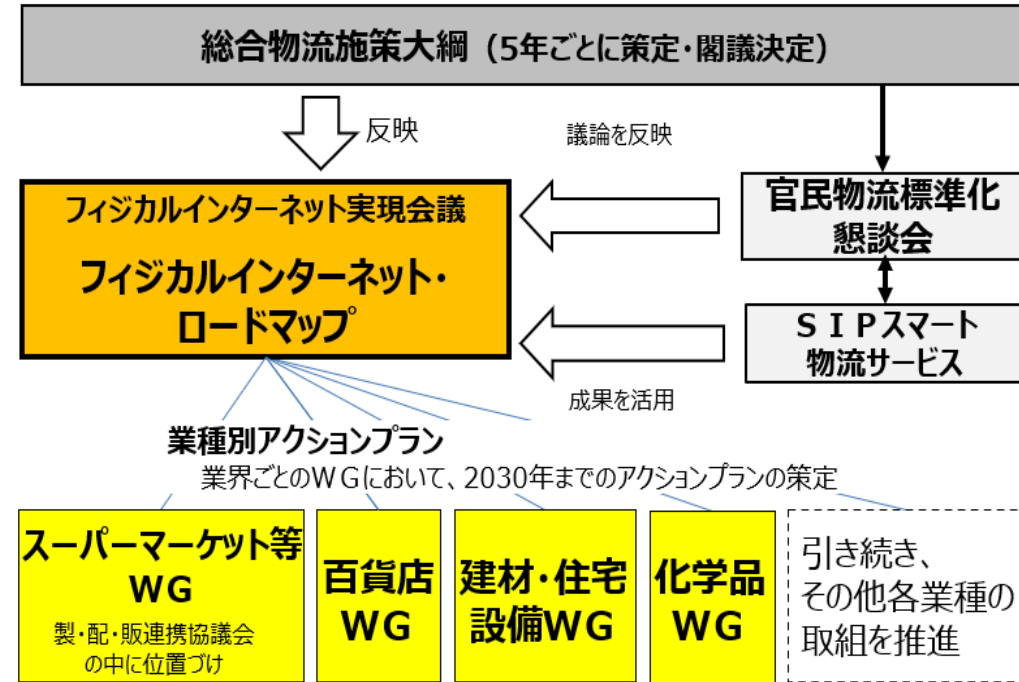 総合物流施策大綱（5年ごとに策定・閣議決定）
反映
議論を反映
フィジカルインターネット実現会議
フィジカルインターネット・
ロードマップ
官民物流標準化
懇談会
ＳＩＰスマート
物流サービス
成果を活用
業種別アクションプラン
業界ごとのＷＧにおいて、2030年までのアクションプランの策定
スーパーマーケット等
ＷＧ
製・配・販連携協議会
の中に位置づけ
百貨店
ＷＧ
建材・住宅
設備ＷＧ
化学品
ＷＧ
引き続き、
その他各業種の
取組を推進